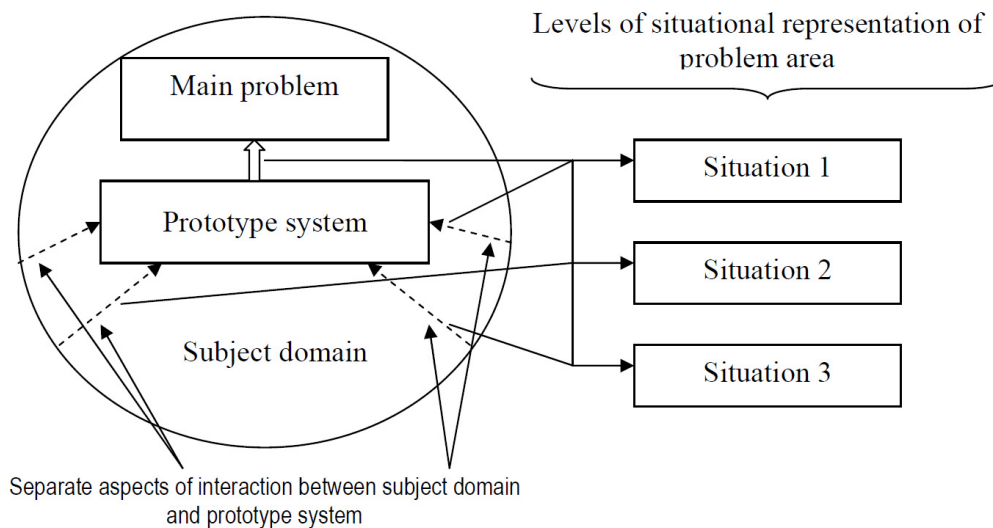 Levels of situational representation of
problem area
Main problem
Situation 1
Prototype system
Situation 2
Subject domain
Situation 3
Separate aspects of interaction between subject domain
and prototype system